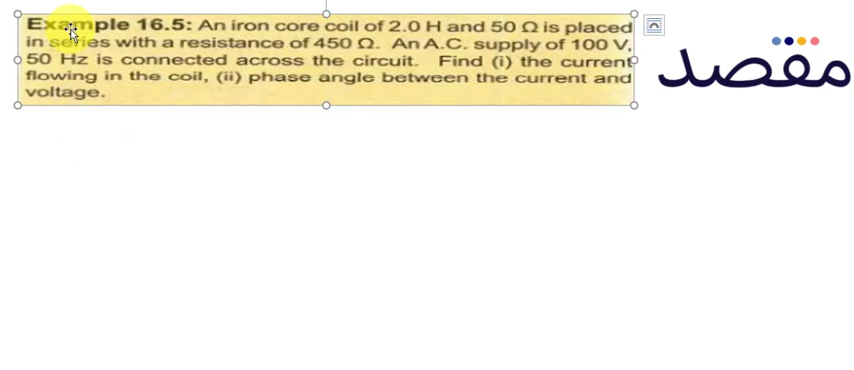 Example 16.5: An iron core coil of 2.0 H and 50 Ω is placed
in series with a resistance of 450 Ω. An A.C. supply of 100 V,
50 Hz is connected across the circuit. Find (i) the current
flowing in the coil, (ii) phase angle between the current and
voltage.
مقصد